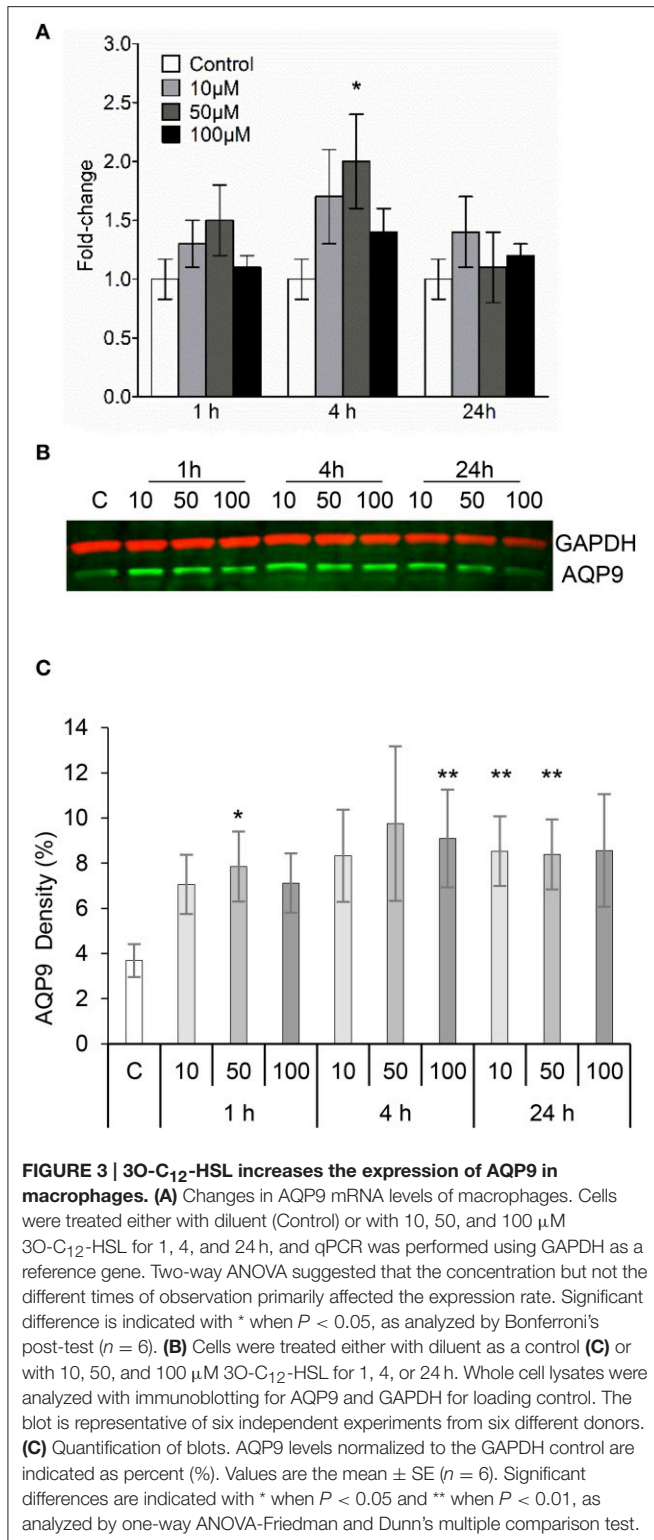 A
3.0
2.5
2.0
1.5
1.0
0.5
0.0
Fold-change
Control
10µM
50µM
100µM
*
1 h
4 h
24h
B
1h 4h 24h
C 10 50 100 10 50 100 10 50 100
GAPDH
AQP9
C
14
12
10
8
6
4
2
0
AQP9 Density (%)
*
**
**
**
C 10 50 100 10 50 100 10 50 100
1 h 4 h 24 h
FIGURE 3 | 3O-C12-HSL increases the expression of AQP9 in
macrophages. (A) Changes in AQP9 mRNA levels of macrophages. Cells
were treated either with diluent (Control) or with 10, 50, and 100 µM
3O-C12-HSL for 1, 4, and 24 h, and qPCR was performed using GAPDH as a
reference gene. Two-way ANOVA suggested that the concentration but not the
different times of observation primarily affected the expression rate. Significant
difference is indicated with * when P < 0.05, as analyzed by Bonferroni's
post-test (n = 6). (B) Cells were treated either with diluent as a control (C) or
with 10, 50, and 100 µM 3O-C12-HSL for 1, 4, or 24 h. Whole cell lysates were
analyzed with immunoblotting for AQP9 and GAPDH for loading control. The
blot is representative of six independent experiments from six different donors.
(C) Quantification of blots. AQP9 levels normalized to the GAPDH control are
indicated as percent (%). Values are the mean ± SE (n = 6). Significant
differences are indicated with * when P < 0.05 and ** when P < 0.01, as
analyzed by one-way ANOVA-Friedman and Dunn's multiple comparison test.